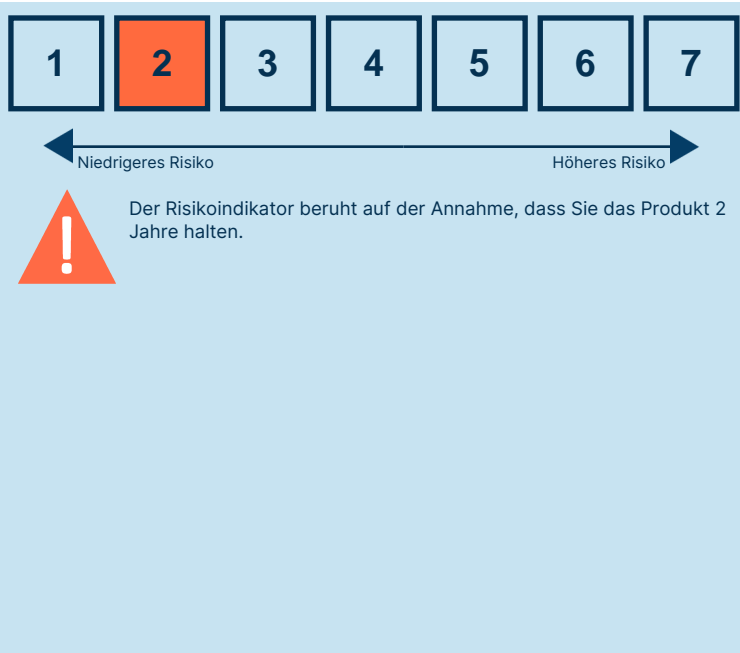 1 2 3 4 5 6 7
Niedrigeres Risiko Höheres Risiko
Der Risikoindikator beruht auf der Annahme, dass Sie das Produkt 2
Jahre halten.